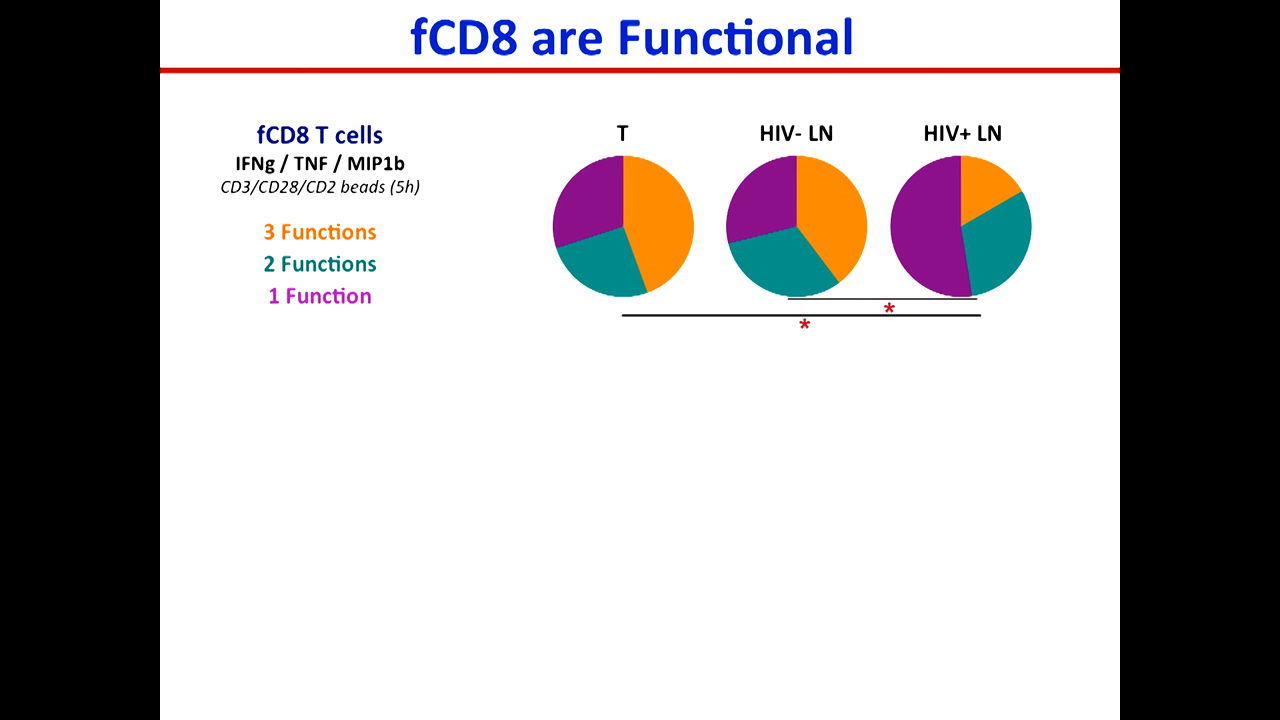 fCD8 are Functional
fCD8 T cells
IFNg / TNF / MIP1b
CD3/CD28/CD2 beads (5h)
3 Functions
2 Functions
1 Function
T
HIV- LN
HIV+ LN
*
*